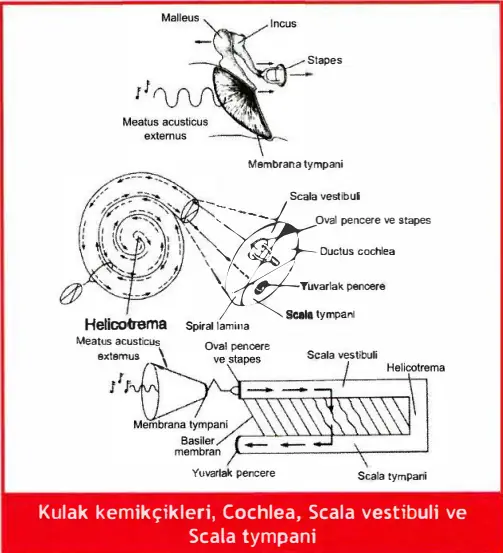 Malleus
Incus
Stapes
Meatus acusticus
externus
Membrana tympani
Scala vestibuli
Oval pencere ve stapes
Ductus cochlea
Yuvarlak pencere
Scala tympani
Helicotrema
Spiral lamina
Meatus acusticus
externus
Oval pencere
ve stapes
Scala vestibuli
Helicotrema
Membrana tympani
Basiler
membran
Yuvarlak pencere
Scala tympani
Kulak kemikçikleri, Cochlea, Scala vestibuli ve
Scala tympani